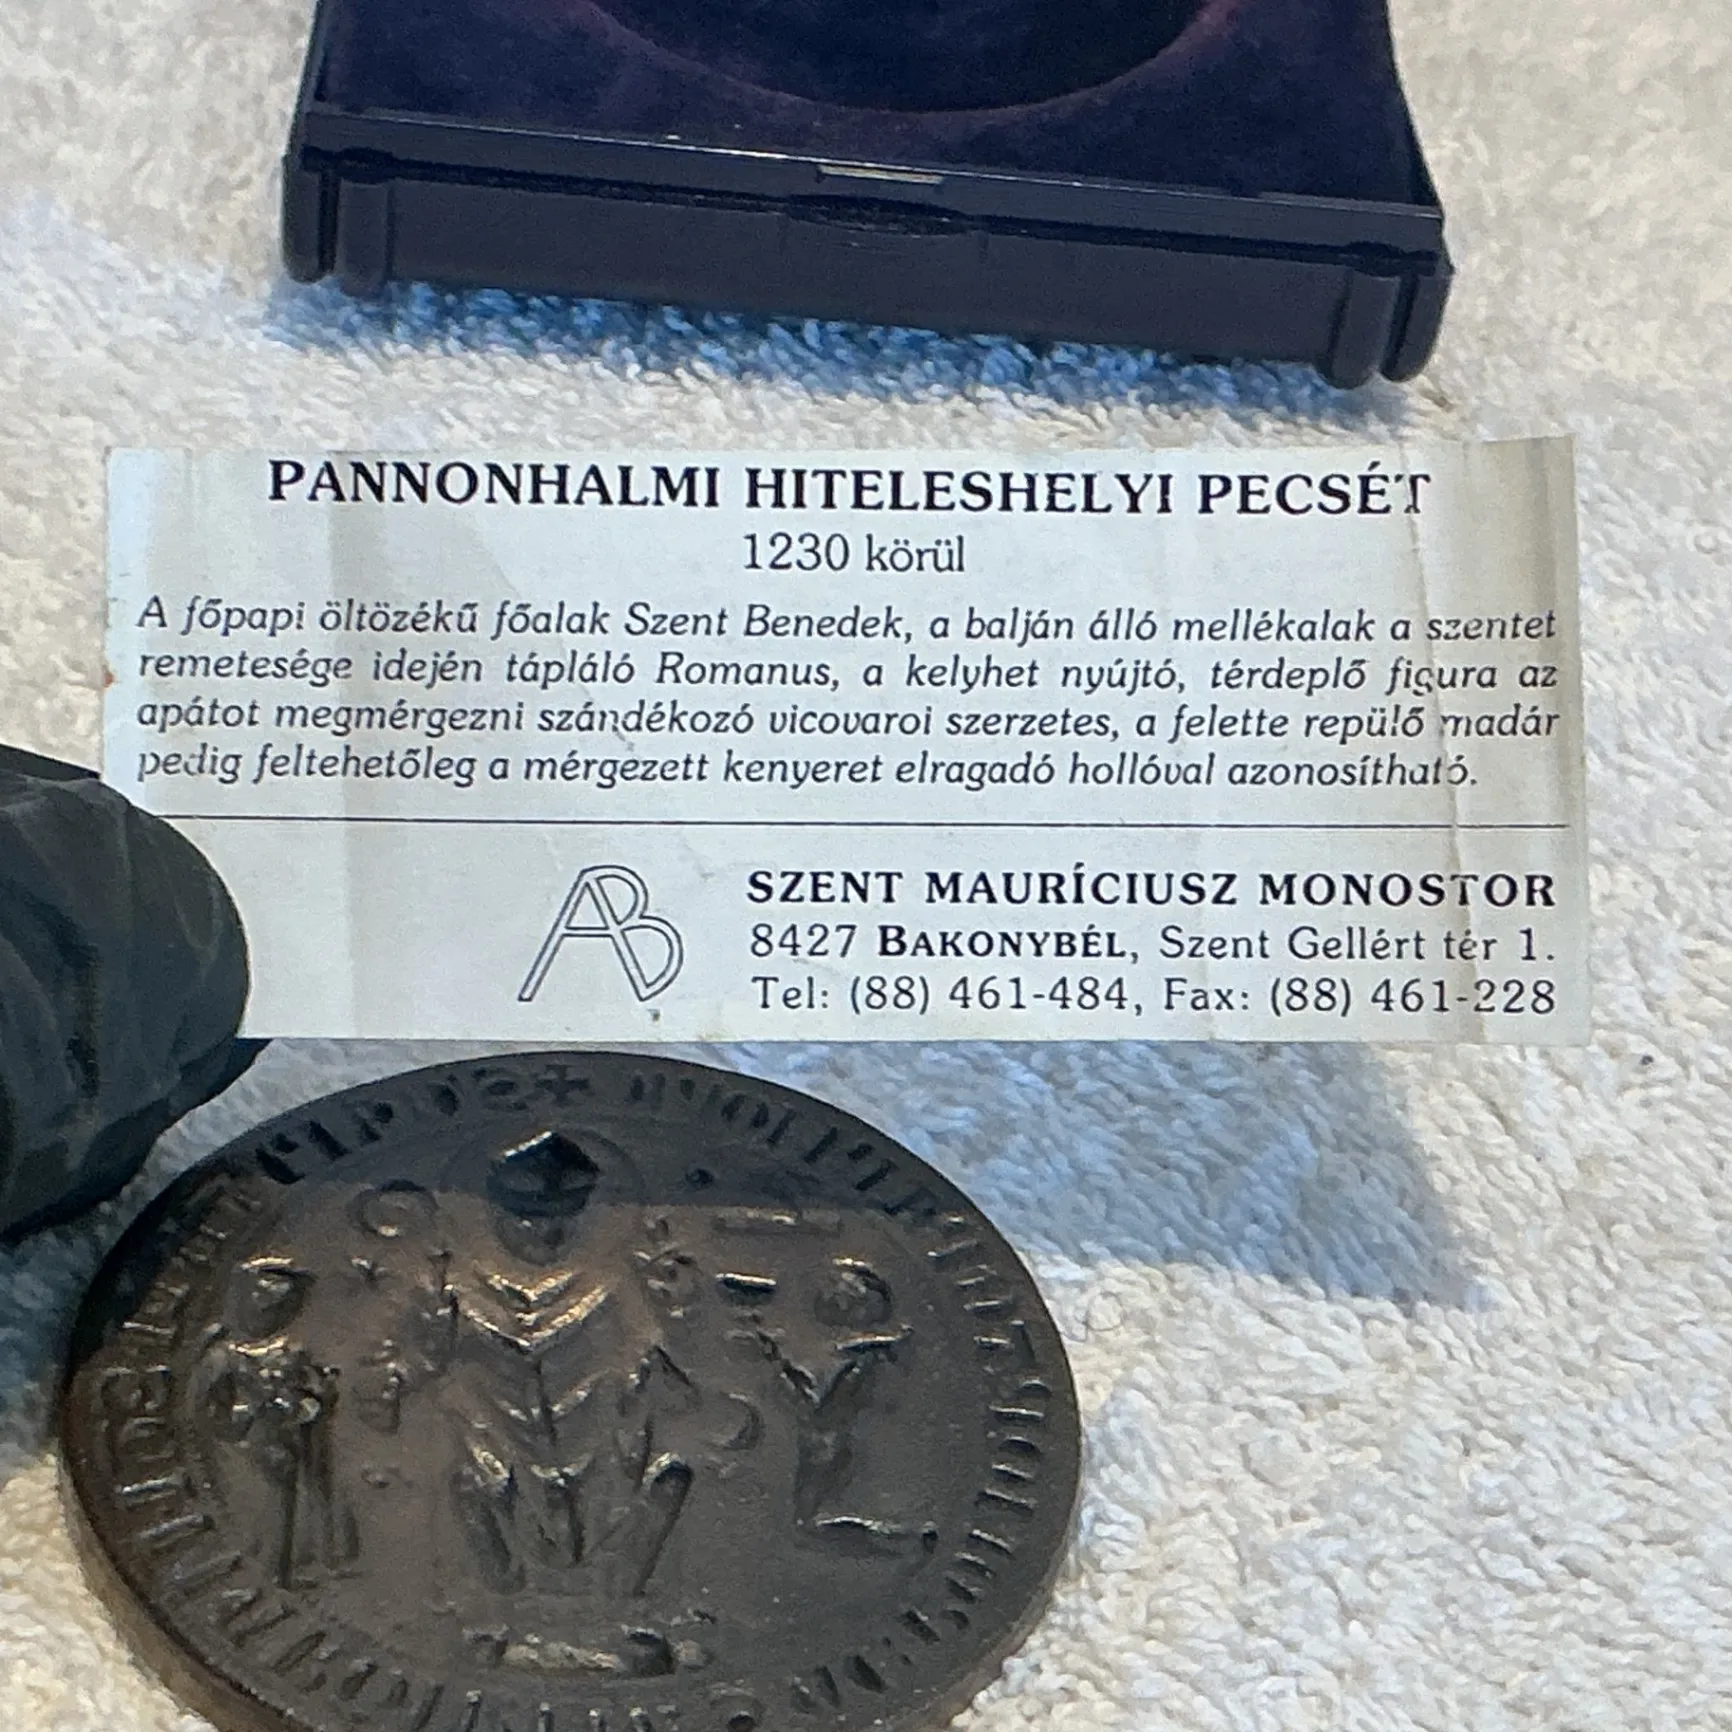 PANNONHALMI HITELESHELYI PECSÉT
1230 körül
A főpapi öltözékű főalak Szent Benedek, a balján álló mellékalak a szentet
remetesége idején tápláló Romanus, a kelyhet nyújtó, térdeplő figura az
apátot megmérgezni szándékozó vicovaroi szerzetes, a felette repülő madár
pedig feltehetőleg a mérgezett kenyeret elragadó hollóval azonosítható.
AB
SZENT MAURÍCIUSZ MONOSTOR
8427 BAKONYBÉL, Szent Gellért tér 1.
Tel: (88) 461-484, Fax: (88) 461-228